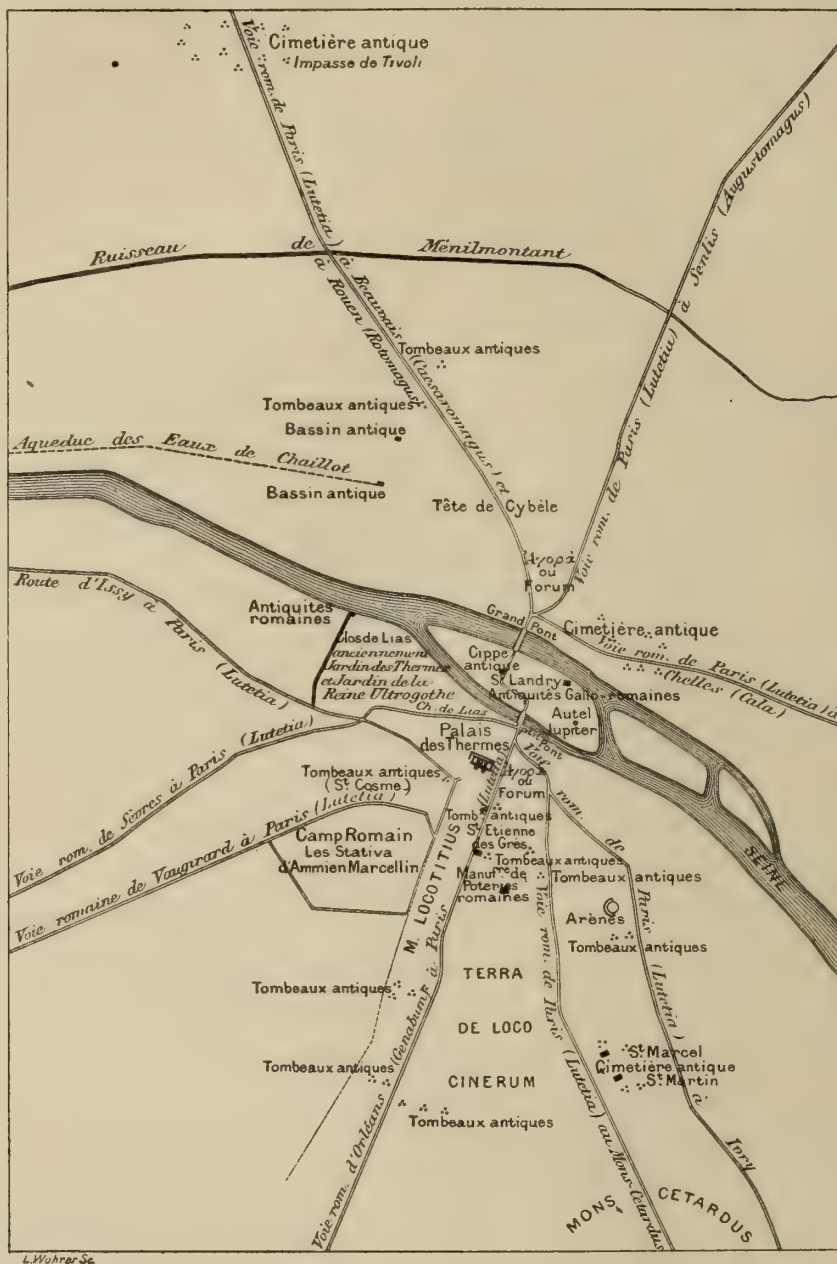 Cimetière antique
Impasse de Tivoli
Voie rom. de Paris (Lutetia) à Beauvais (Caesaromagus) et
à Rouen (Rotomagus)
Voie rom. de Paris (Lutetia) à Senlis (Augustomagus)
Ruisseau de Ménilmontant
Tombeaux antiques
Tombeaux antiques
Bassin antique
Aqueduc des Eaux de Chaillot
Bassin antique
Tête de Cybèle
Ayopà
ou
Forum
Route d'Issy à Paris (Lutetia)
Antiquites
romaines
Grand Pont
Cimetière antique
Voie rom. de Paris (Lutetia) à
Chelles (Cala)
Clos de Lias
anciennement
Jardin des Thermes
et Jardin de la
Reine Ultrogothe
Cippe
antique
St Landry
Antiquités Gallo-romaines
Ch. de Lias
Autel
Jupiter
Petit Pont
Palais
des Thermes
Ayopà
ou
Forum
Tombeaux antiques
(St Cosme)
Voie rom. de Sèvres à Paris (Lutetia)
Voie romaine de Vaugirard à Paris (Lutetia)
Camp Romain
Les Stativa
d'Ammien Marcellin
M. LOCOTITIUS
Tomb. antiques
St Etienne
des Grès
Tombeaux antiques
Manufre de
Poteries
romaines
Tombeaux antiques
Arènes
Tombeaux antiques
SEINE
Voie rom. de Paris (Lutetia) à Ivry
Voie rom. de Paris (Lutetia) au Mons-Cetardus
Voie rom. d'Orléans (Genabum) à Paris (Lutetia)
Tombeaux antiques
TERRA
DE LOCO
CINERUM
St Marcel
Cimetière antique
St Martin
Tombeaux antiques
Tombeaux antiques
MONS
CETARDUS
L. Wuhrer Sc